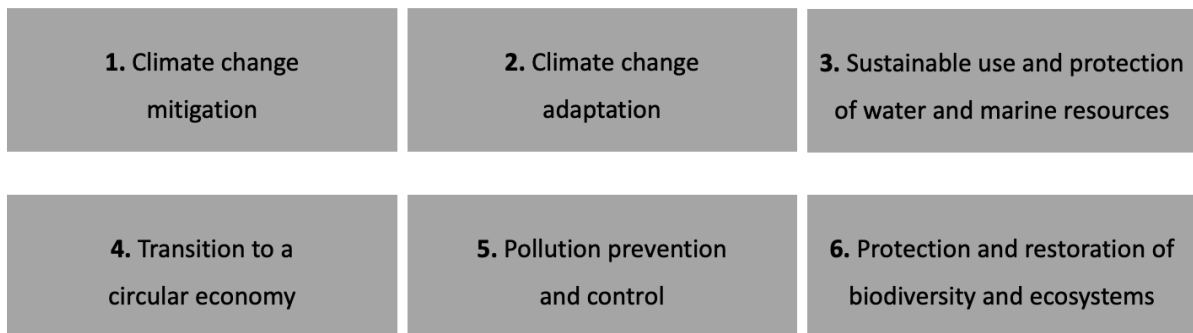 1. Climate change
mitigation
2. Climate change
adaptation
3. Sustainable use and protection
of water and marine resources
4. Transition to a
circular economy
5. Pollution prevention
and control
6. Protection and restoration of
biodiversity and ecosystems